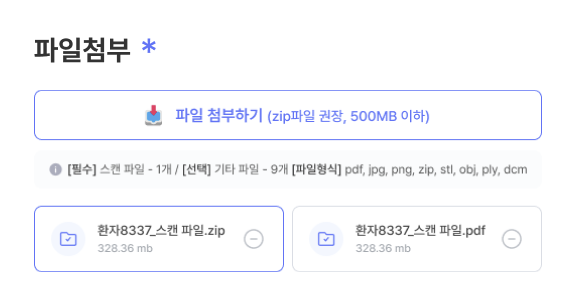 파일첨부 *
파일 첨부하기 (zip파일 권장, 500MB 이하)
[필수] 스캔 파일 - 1개 / [선택] 기타 파일 - 9개 [파일형식] pdf, jpg, png, zip, stl, obj, ply, dcm
환자8337_스캔 파일.zip
328.36 mb
환자8337_스캔 파일.pdf
328.36 mb